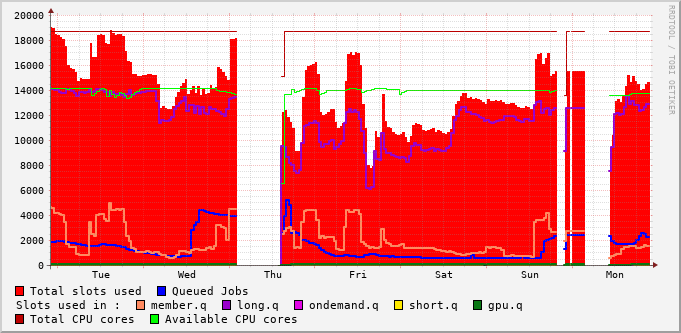 20000
18000
16000
14000
12000
10000
8000
6000
4000
2000
0
Tue Wed Thu Fri Sat Sun Mon
RRDTOOL / TOBI OETIKER
Total slots used Queued Jobs
Slots used in : member.q long.q ondemand.q short.q gpu.q
Total CPU cores Available CPU cores